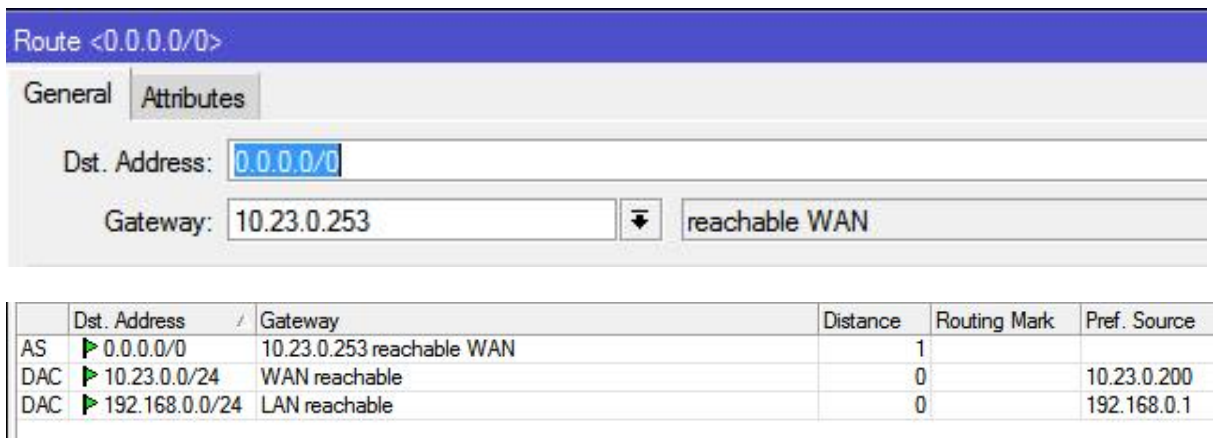 Route <0.0.0.0/0>
General Attributes
Dst. Address: 0.0.0.0/0
Gateway: 10.23.0.253 reachable WAN
Dst. Address / Gateway Distance Routing Mark Pref. Source
AS 0.0.0.0/0 10.23.0.253 reachable WAN 1
DAC 10.23.0.0/24 WAN reachable 0 10.23.0.200
DAC 192.168.0.0/24 LAN reachable 0 192.168.0.1